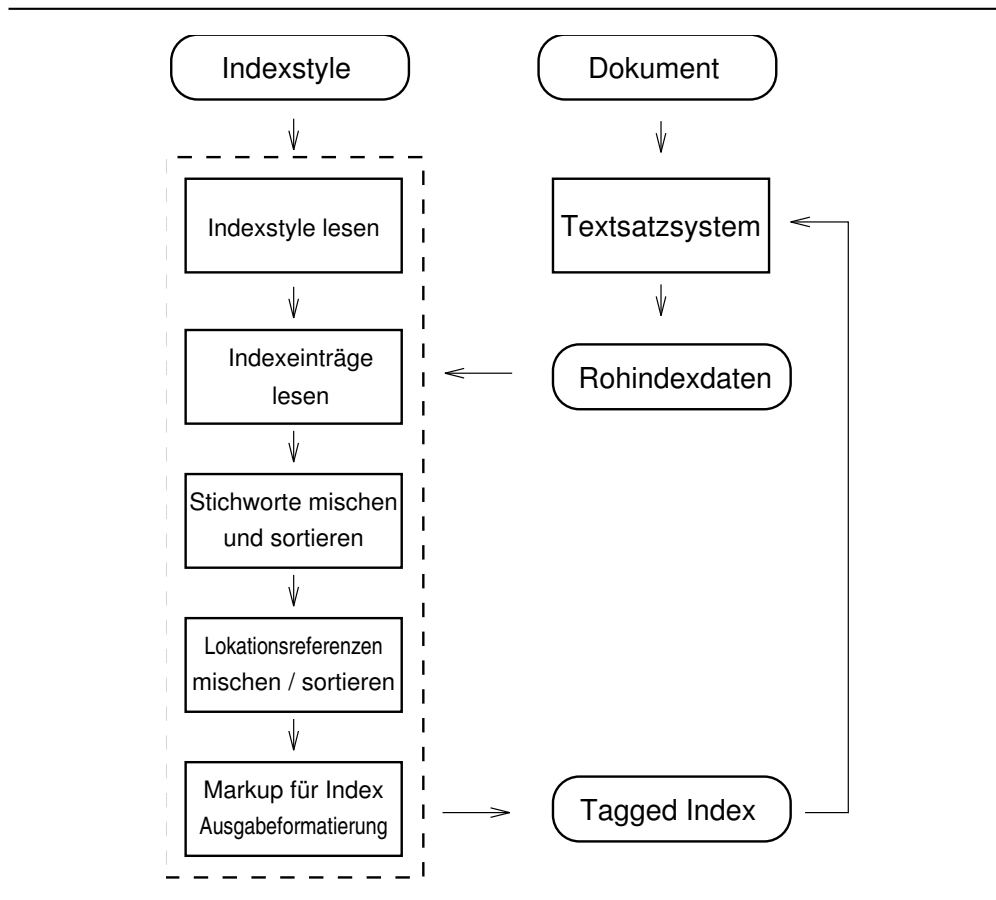 Indexstyle
Dokument
Indexstyle lesen
Textsatzsystem
Indexeinträge
lesen
Rohindexdaten
Stichworte mischen
und sortieren
Lokationsreferenzen
mischen / sortieren
Markup für Index
Ausgabeformatierung
Tagged Index